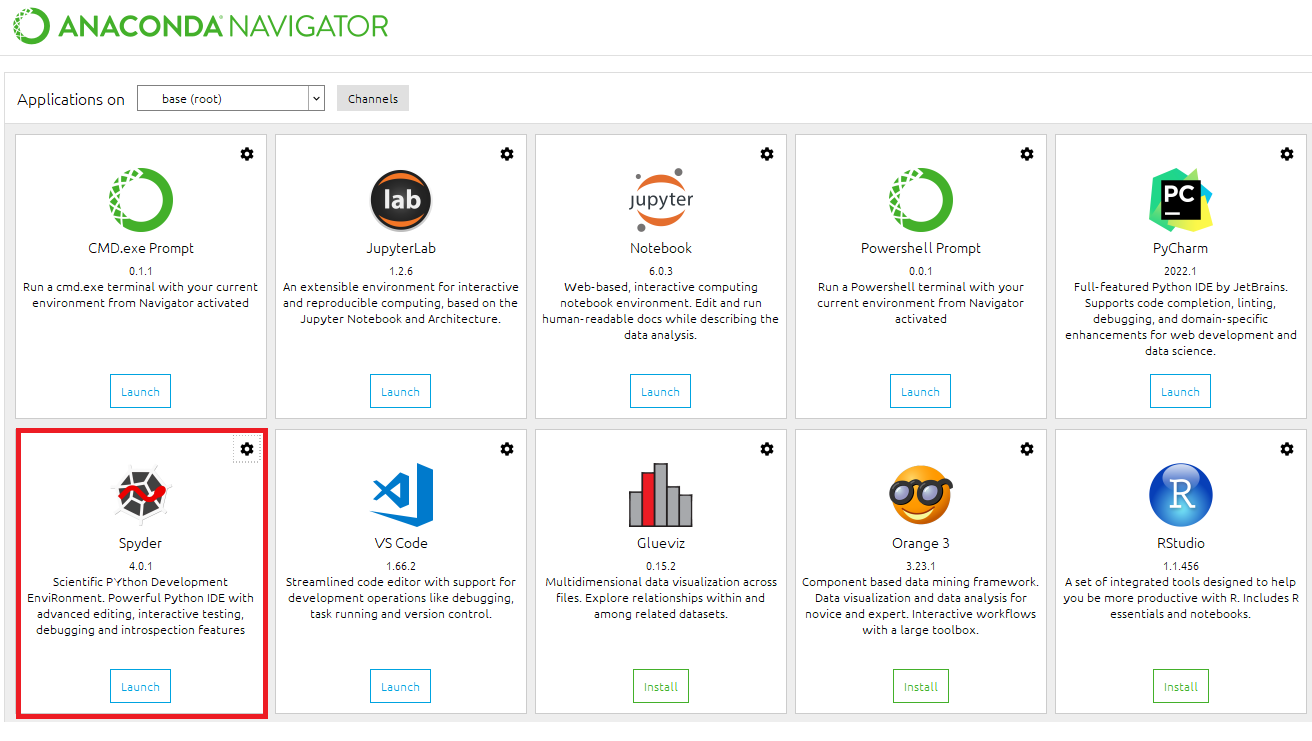 ANACONDA NAVIGATOR
Applications on base (root) Channels
CMD.exe Prompt
0.1.1
Run a cmd.exe terminal with your current
environment from Navigator activated
Launch
lab
JupyterLab
1.2.6
An extensible environment for interactive
and reproducible computing, based on the
Jupyter Notebook and Architecture.
Launch
jupyter
Notebook
6.0.3
Web-based, interactive computing
notebook environment. Edit and run
human-readable docs while describing the
data analysis.
Launch
Powershell Prompt
0.0.1
Run a Powershell terminal with your
current environment from Navigator
activated
Launch
PC
PyCharm
2022.1
Full-featured Python IDE by JetBrains.
Supports code completion, linting,
debugging, and domain-specific
enhancements for web development and
data science.
Launch
Spyder
4.0.1
Scientific PYthon Development
EnviRonment. Powerful Python IDE with
advanced editing, interactive testing,
debugging and introspection features
Launch
VS Code
1.66.2
Streamlined code editor with support for
development operations like debugging,
task running and version control.
Launch
Glueviz
0.15.2
Multidimensional data visualization across
files. Explore relationships within and
among related datasets.
Install
Orange 3
3.23.1
Component based data mining framework.
Data visualization and data analysis for
novice and expert. Interactive workflows
with a large toolbox.
Install
R
RStudio
1.1.456
A set of integrated tools designed to help
you be more productive with R. Includes R
essentials and notebooks.
Install